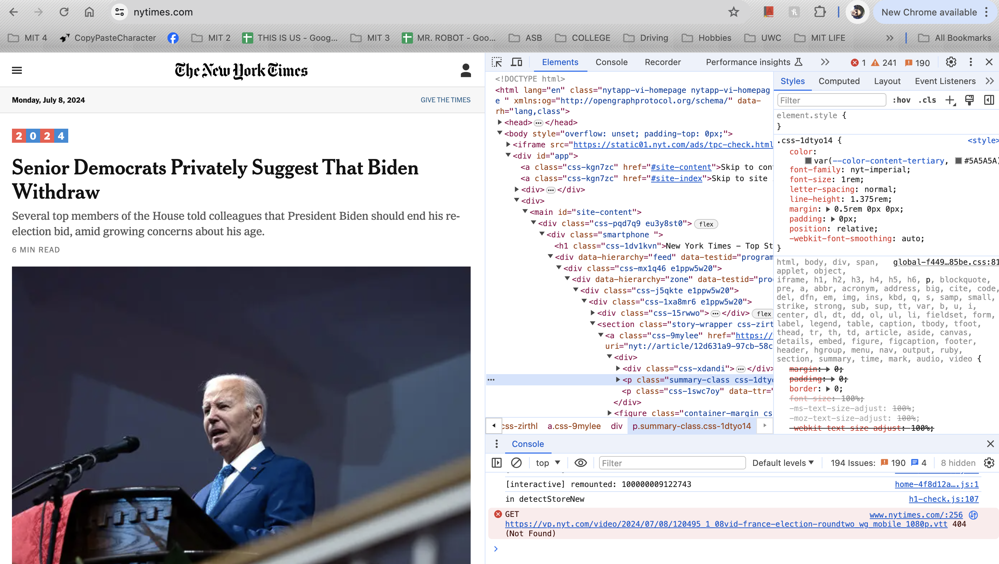 nytimes.com
New Chrome available
MIT 4
CopyPasteCharacter
MIT 2
THIS IS US - Goog...
MIT 3
MR. ROBOT - Goo...
ASB
COLLEGE
Driving
Hobbies
UWC
MIT LIFE
All Bookmarks
The New York Times
Monday, July 8, 2024
GIVE THE TIMES
2024
Senior Democrats Privately Suggest That Biden
Withdraw
Several top members of the House told colleagues that President Biden should end his re-
election bid, amid growing concerns about his age.
6 MIN READ
Elements Console Recorder Performance insights 1 241 190
<!DOCTYPE html>
<html lang="en" class="nytapp-vi-homepage nytapp-vi-homepag
e " xmlns:og="http://opengraphprotocol.org/schema/" data-
rh="lang,class">
<head> ... </head>
<body style="overflow: unset; padding-top: 0px;">
<iframe src="https://static01.nyt.com/ads/tpc-check.html
<div id="app">
<a class="css-kgn7zc" href="#site-content">Skip to con
<a class="css-kgn7zc" href="#site-index">Skip to site
<div> ... </div>
<div>
<main id="site-content">
<div class="css-pqd7q9 eu3y8st0"> flex
<div class="smartphone ">
<h1 class="css-1dv1kvn">New York Times - Top St
<div data-hierarchy="feed" data-testid="program
<div class="css-mx1q46 e1ppw5w20">
<div data-hierarchy="zone" data-testid="pro
<div class="css-j5qkte e1ppw5w20">
<div class="css-1xa8mr6 e1ppw5w20">
<div class="css-15rwwo"> ... </div> flex
<section class="story-wrapper css-zirt
<a class="css-9mylee" href="https://
uri="nyt://article/12d631a9-97cb-58c
<div>
<div class="css-xdandi"> ... </div>
... <p class="summary-class css-1dty
<p class="css-1swc7oy" data-ttr="
</div>
<figure class="container-margin cs
css-zirthl a.css-9mylee div p.summary-class.css-1dtyo14
Styles Computed Layout Event Listeners
Filter :hov .cls
element.style {
}
.css-1dtyo14 { <style>
color:
var(--color-content-tertiary, #5A5A5A)
font-family: nyt-imperial;
font-size: 1rem;
letter-spacing: normal;
line-height: 1.375rem;
margin: 0.5rem 0px 0px;
padding: 0px;
position: relative;
-webkit-font-smoothing: auto;
}
html, body, div, span, global-f449…85be.css:81
applet, object,
iframe, h1, h2, h3, h4, h5, h6, p, blockquote,
pre, a, abbr, acronym, address, big, cite, code,
del, dfn, em, img, ins, kbd, q, s, samp, small,
strike, strong, sub, sup, tt, var, b, u, i,
center, dl, dt, dd, ol, ul, li, fieldset, form,
label, legend, table, caption, tbody, tfoot,
thead, tr, th, td, article, aside, canvas,
details, embed, figure, figcaption, footer,
header, hgroup, menu, nav, output, ruby,
section, summary, time, mark, audio, video {
margin: 0;
padding: 0;
border: 0;
font-size: 100%;
-ms-text-size-adjust: 100%;
-moz-text-size-adjust: 100%;
-webkit-text-size-adjust: 100%;
Console
top Filter Default levels 194 Issues: 190 4 8 hidden
[interactive] remounted: 100000009122743 home-4f8d12a….js:1
in detectStoreNew h1-check.js:107
GET www.nytimes.com/:256
https://vp.nyt.com/video/2024/07/08/120495_1_08vid-france-election-roundtwo_wg_mobile_1080p.vtt 404
(Not Found)